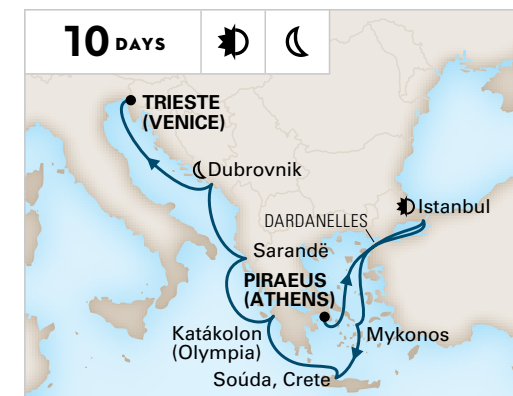 10 DAYS
TRIESTE
(VENICE)
Dubrovnik
Istanbul
DARDANELLES
Sarandë
PIRAEUS
(ATHENS)
Katákolon
(Olympia)
Mykonos
Soúda, Crete